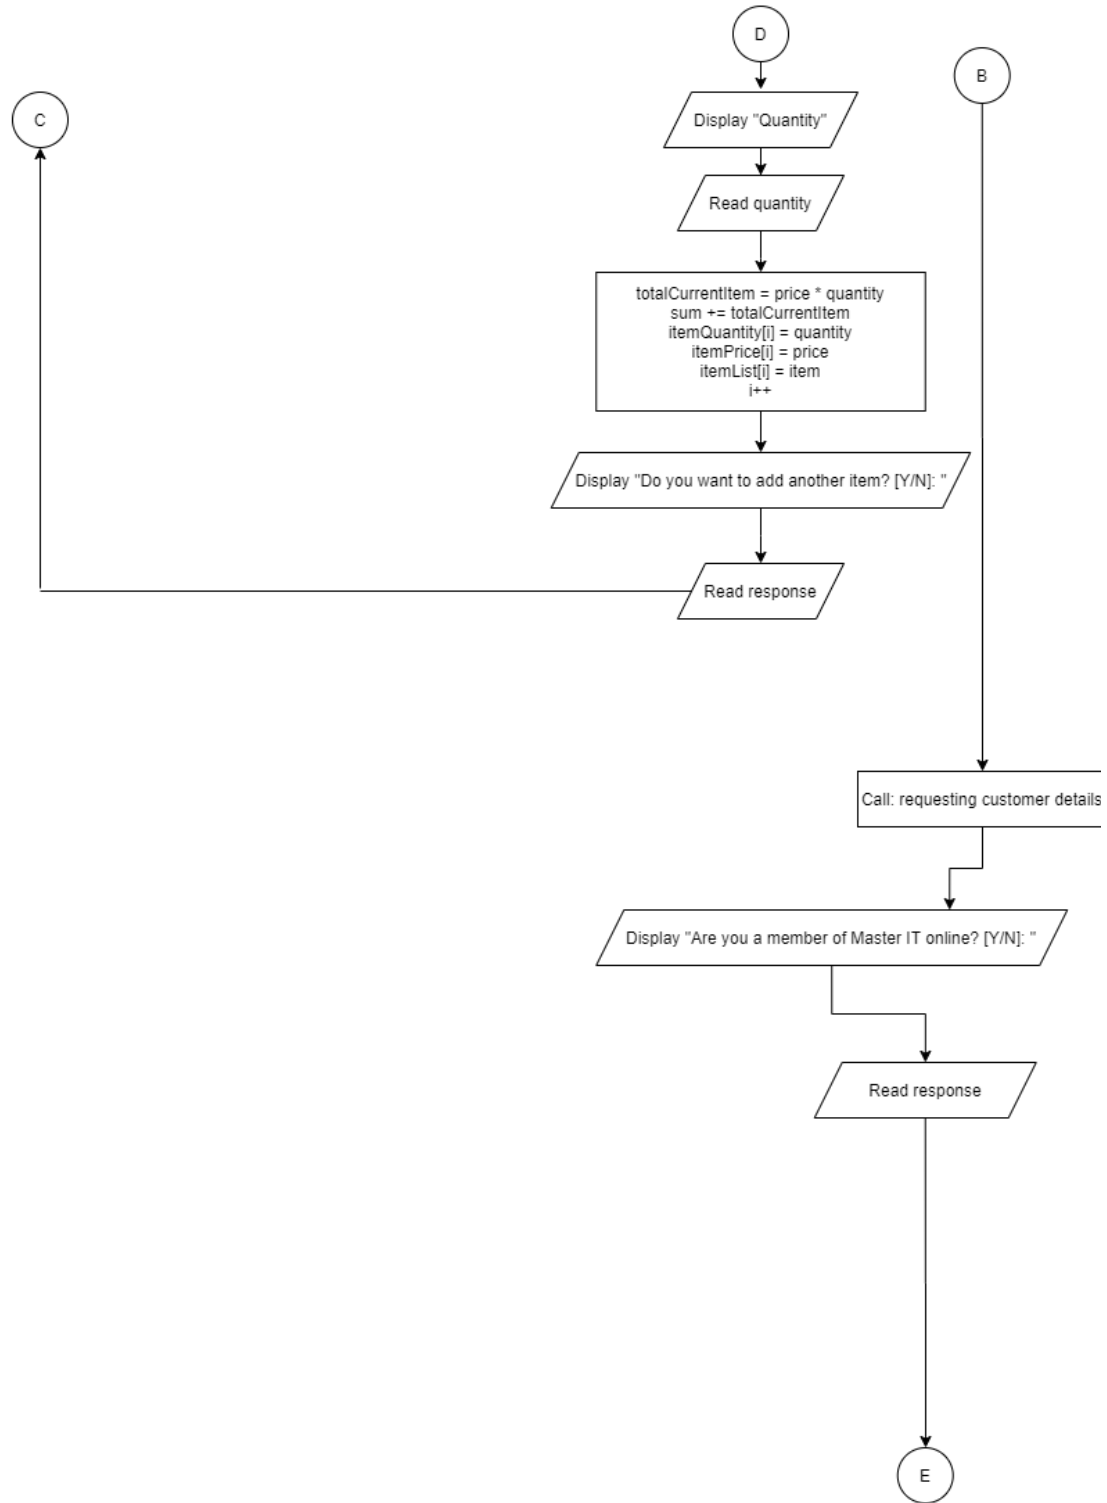 D
B
C
Display "Quantity"
Read quantity
totalCurrentItem = price * quantity
sum += totalCurrentItem
itemQuantity[i] = quantity
itemPrice[i] = price
itemList[i] = item
i++
Display "Do you want to add another item? [Y/N]: "
Read response
Call: requesting customer details
Display "Are you a member of Master IT online? [Y/N]: "
Read response
E